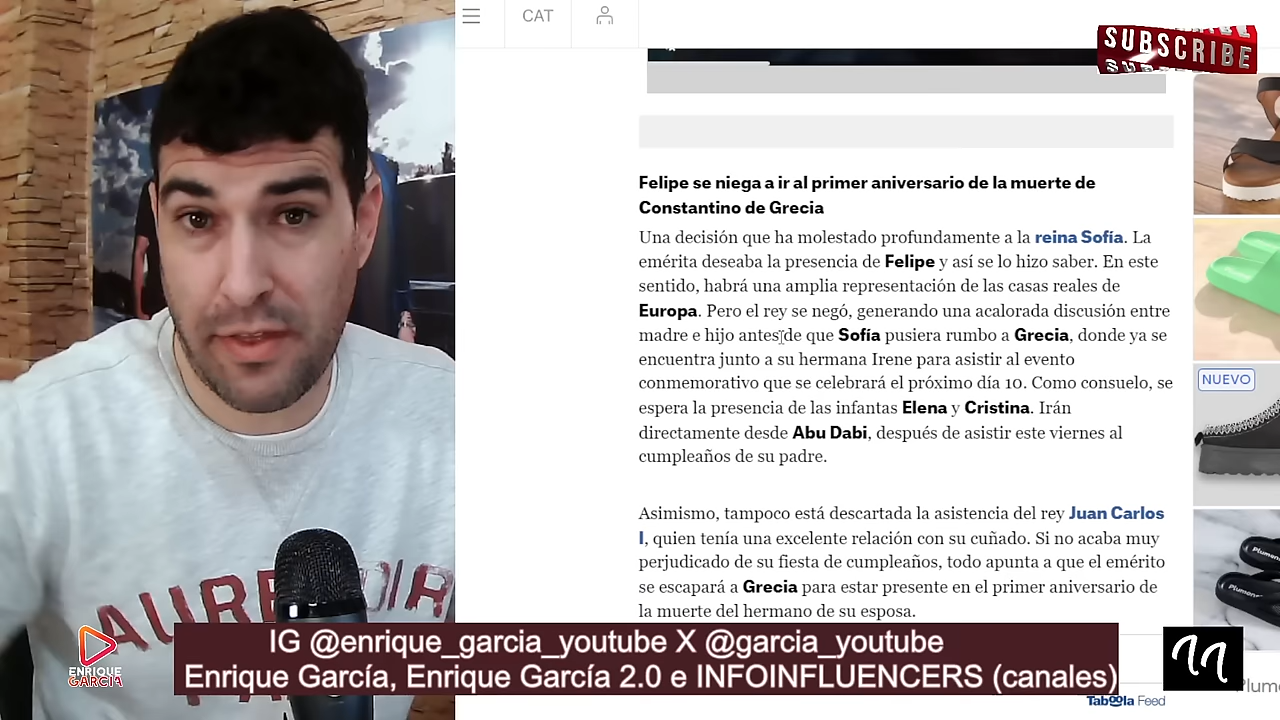 CAT
SUBSCRIBE
Felipe se niega a ir al primer aniversario de la muerte de
Constantino de Grecia
Una decisión que ha molestado profundamente a la reina Sofía. La
emérita deseaba la presencia de Felipe y así se lo hizo saber. En este
sentido, habrá una amplia representación de las casas reales de
Europa. Pero el rey se negó, generando una acalorada discusión entre
madre e hijo antes de que Sofía pusiera rumbo a Grecia, donde ya se
encuentra junto a su hermana Irene para asistir al evento
conmemorativo que se celebrará el próximo día 10. Como consuelo, se
espera la presencia de las infantas Elena y Cristina. Irán
directamente desde Abu Dabi, después de asistir este viernes al
cumpleaños de su padre.
Asimismo, tampoco está descartada la asistencia del rey Juan Carlos
I, quien tenía una excelente relación con su cuñado. Si no acaba muy
perjudicado de su fiesta de cumpleaños, todo apunta a que el emérito
se escapará a Grecia para estar presente en el primer aniversario de
la muerte del hermano de su esposa.
NUEVO
IG @enrique_garcia_youtube X @garcia_youtube
Enrique García, Enrique García 2.0 e INFOINFLUENCERS (canales)
ENRIQUE
GARCÍA
Taboola Feed